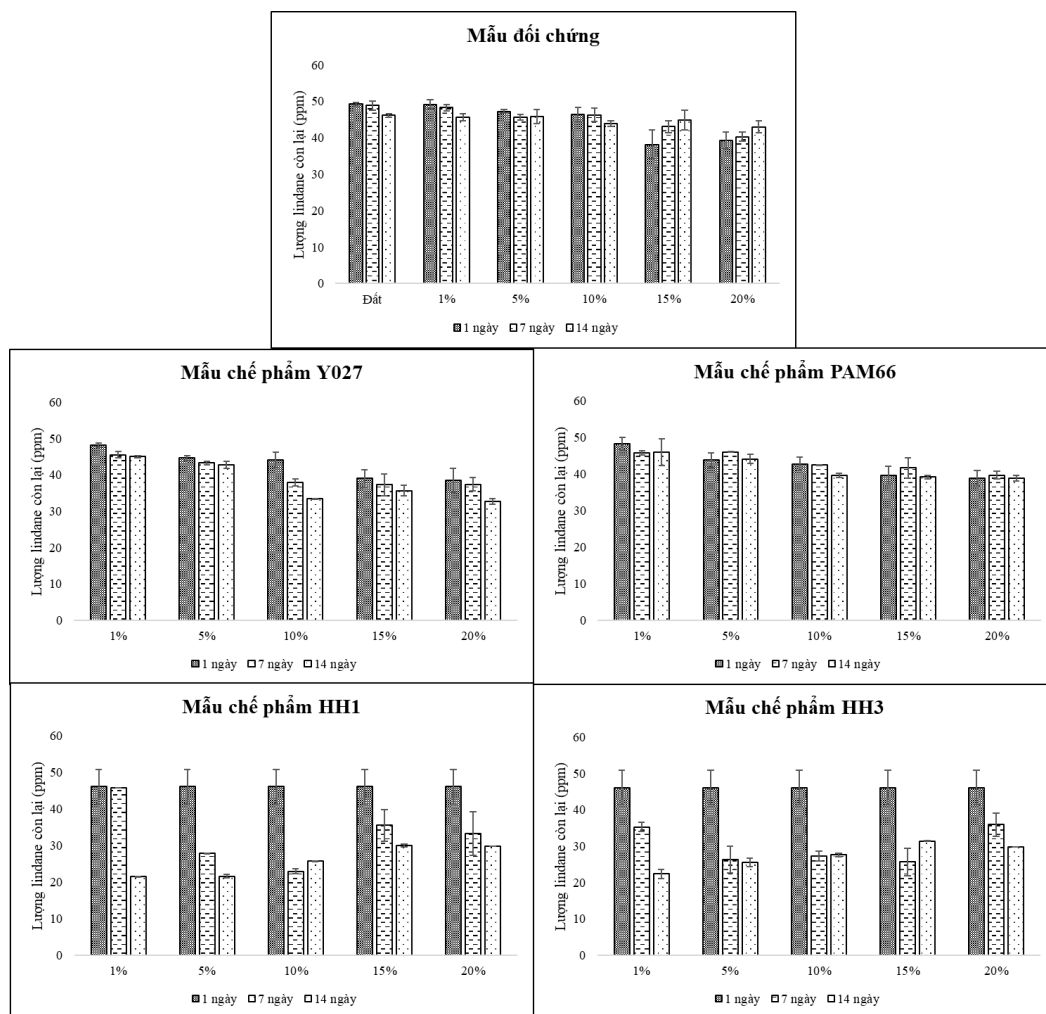 Mẫu đối chứng
Lượng lindane còn lại (ppm)
60
50
40
30
20
10
0
Đất 1% 5% 10% 15% 20%
1 ngày 7 ngày 14 ngày
Mẫu chế phẩm Y027
Lượng lindane còn lại (ppm)
60
50
40
30
20
10
0
1% 5% 10% 15% 20%
1 ngày 7 ngày 14 ngày
Mẫu chế phẩm PAM66
Lượng lindane còn lại (ppm)
60
50
40
30
20
10
0
1% 5% 10% 15% 20%
1 ngày 7 ngày 14 ngày
Mẫu chế phẩm HH1
Lượng lindane còn lại (ppm)
60
50
40
30
20
10
0
1% 5% 10% 15% 20%
1 ngày 7 ngày 14 ngày
Mẫu chế phẩm HH3
Lượng lindane còn lại (ppm)
60
50
40
30
20
10
0
1% 5% 10% 15% 20%
1 ngày 7 ngày 14 ngày